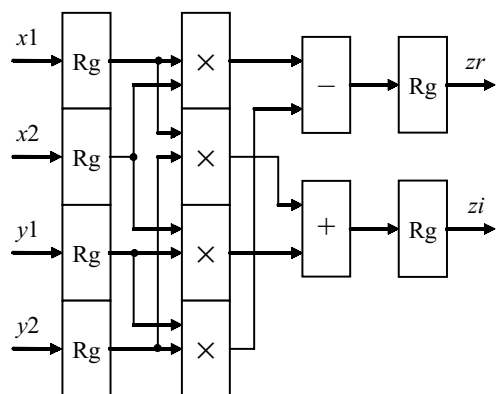 x1 Rg × − Rg zr
x2 Rg ×
y1 Rg × + Rg zi
y2 Rg ×